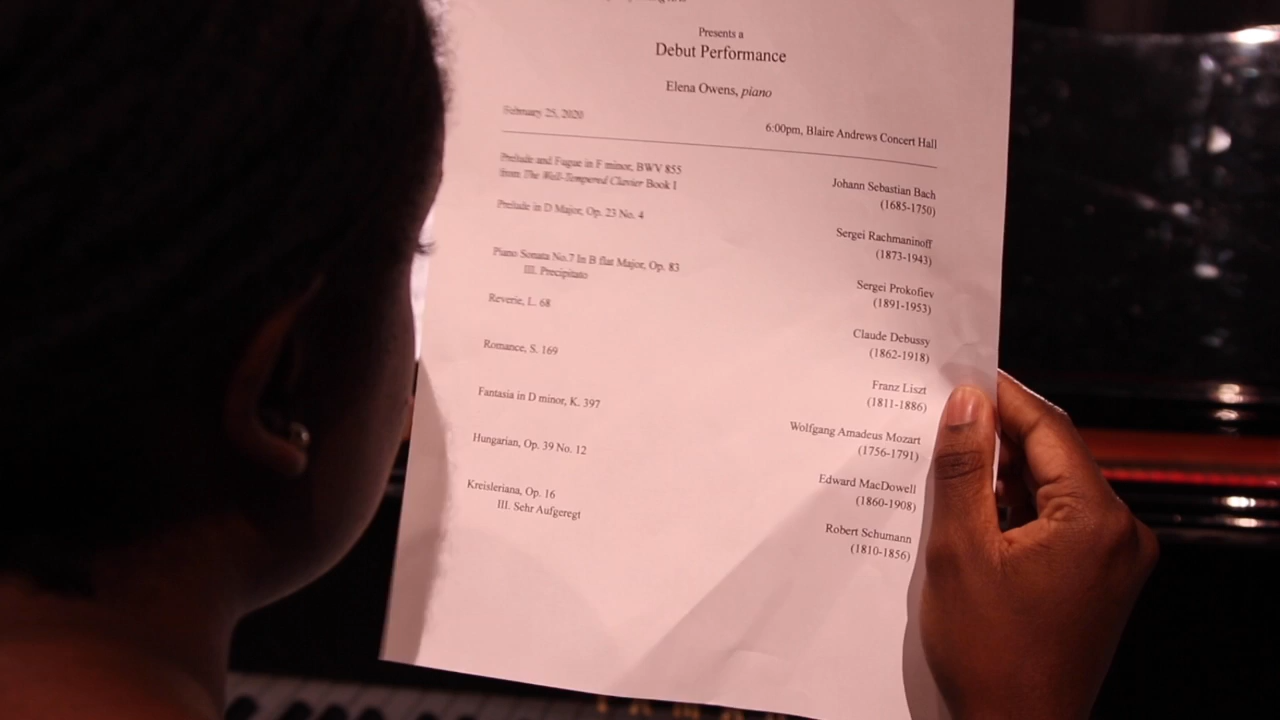 Presents a
Debut Performance
Elena Owens, piano
February 25, 2020
6:00pm, Blaire Andrews Concert Hall
Prelude and Fugue in F minor, BWV 855
from The Well-Tempered Clavier Book I
Johann Sebastian Bach
(1685-1750)
Prelude in D Major, Op. 23 No. 4
Sergei Rachmaninoff
(1873-1943)
Piano Sonata No.7 In B flat Major, Op. 83
III. Precipitato
Sergei Prokofiev
(1891-1953)
Reverie, L. 68
Claude Debussy
(1862-1918)
Romance, S. 169
Franz Liszt
(1811-1886)
Fantasia in D minor, K. 397
Wolfgang Amadeus Mozart
(1756-1791)
Hungarian, Op. 39 No. 12
Edward MacDowell
(1860-1908)
Kreisleriana, Op. 16
III. Sehr Aufgeregt
Robert Schumann
(1810-1856)